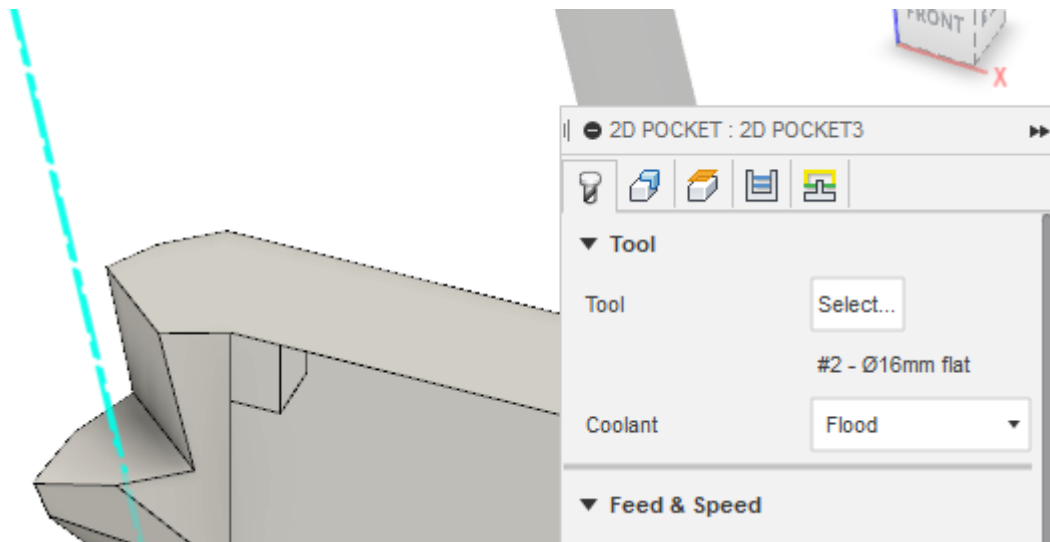 FRONT
X
2D POCKET : 2D POCKET3
Tool
Tool
Select...
#2 - Ø16mm flat
Coolant
Flood
Feed & Speed